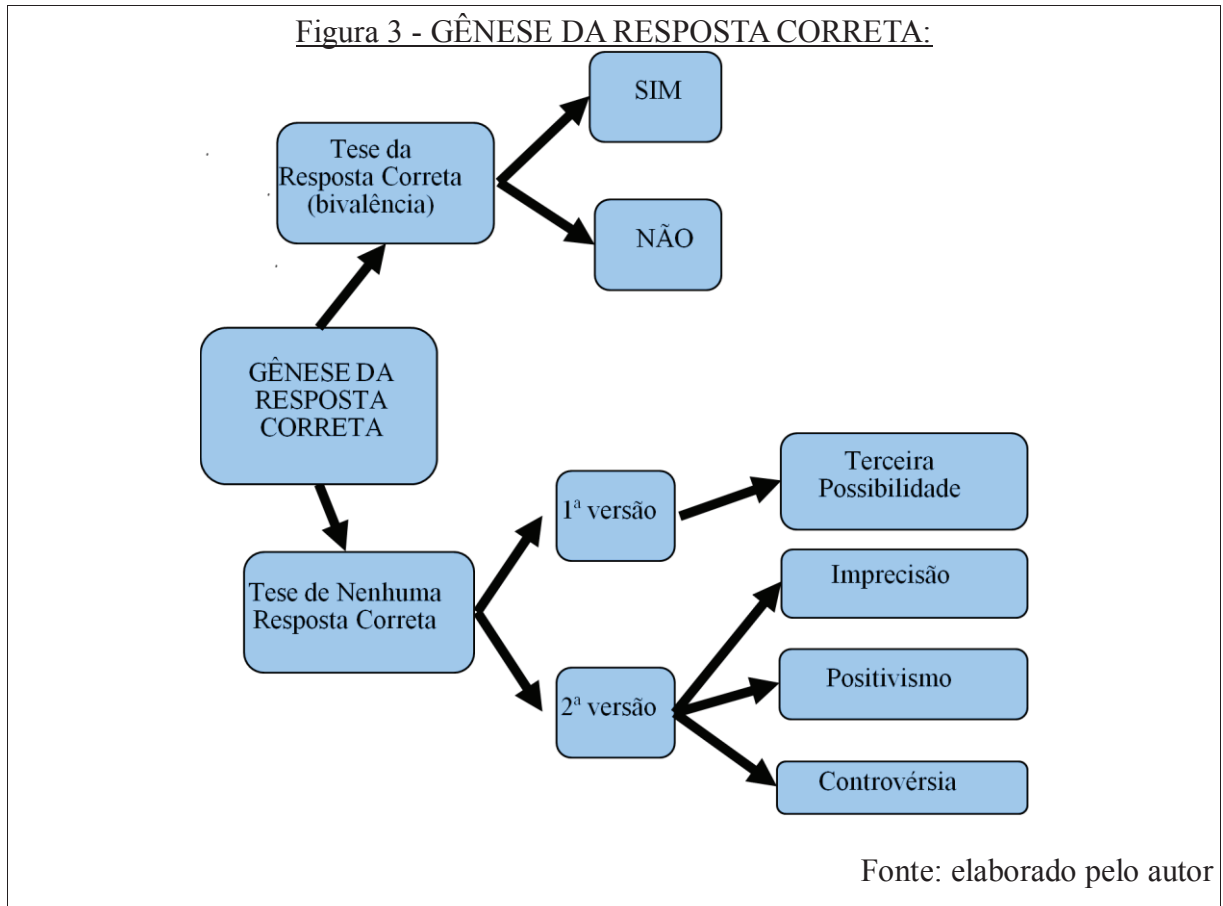 Figura 3 - GÊNESE DA RESPOSTA CORRETA:
SIM
Tese da
Resposta Correta
(bivalência)
NÃO
GÊNESE DA
RESPOSTA
CORRETA
Terceira
Possibilidade
1ª versão
Imprecisão
Tese de Nenhuma
Resposta Correta
Positivismo
2ª versão
Controvérsia
Fonte: elaborado pelo autor